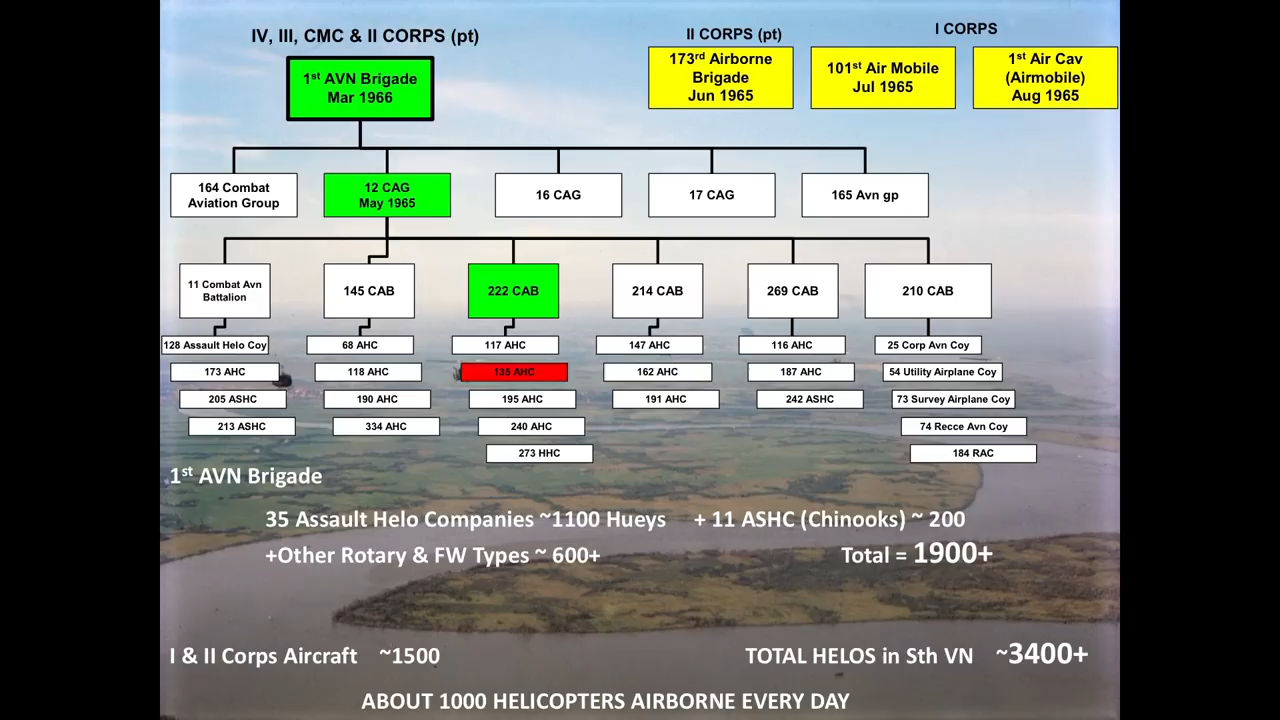 IV, III, CMC & II CORPS (pt)
II CORPS (pt)
I CORPS
1st AVN Brigade
Mar 1966
173rd Airborne
Brigade
Jun 1965
101st Air Mobile
Jul 1965
1st Air Cav
(Airmobile)
Aug 1965
164 Combat
Aviation Group
12 CAG
May 1965
16 CAG
17 CAG
165 Avn gp
11 Combat Avn
Battalion
145 CAB
222 CAB
214 CAB
269 CAB
210 CAB
128 Assault Helo Coy
68 AHC
117 AHC
147 AHC
116 AHC
25 Corp Avn Coy
173 AHC
118 AHC
135 AHC
162 AHC
187 AHC
54 Utility Airplane Coy
205 ASHC
190 AHC
195 AHC
191 AHC
242 ASHC
73 Survey Airplane Coy
213 ASHC
334 AHC
240 AHC
74 Recce Avn Coy
273 HHC
184 RAC
1st AVN Brigade
35 Assault Helo Companies ~1100 Hueys + 11 ASHC (Chinooks) ~ 200
+Other Rotary & FW Types ~ 600+ Total = 1900+
I & II Corps Aircraft ~1500 TOTAL HELOS in Sth VN ~3400+
ABOUT 1000 HELICOPTERS AIRBORNE EVERY DAY